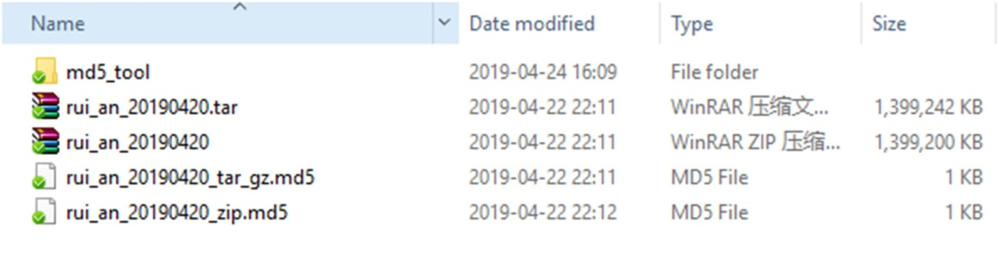 Name Date modified Type Size
md5_tool 2019-04-24 16:09 File folder
rui_an_20190420.tar 2019-04-22 22:11 WinRAR 压缩文... 1,399,242 KB
rui_an_20190420 2019-04-22 22:11 WinRAR ZIP 压缩... 1,399,200 KB
rui_an_20190420_tar_gz.md5 2019-04-22 22:11 MD5 File 1 KB
rui_an_20190420_zip.md5 2019-04-22 22:12 MD5 File 1 KB